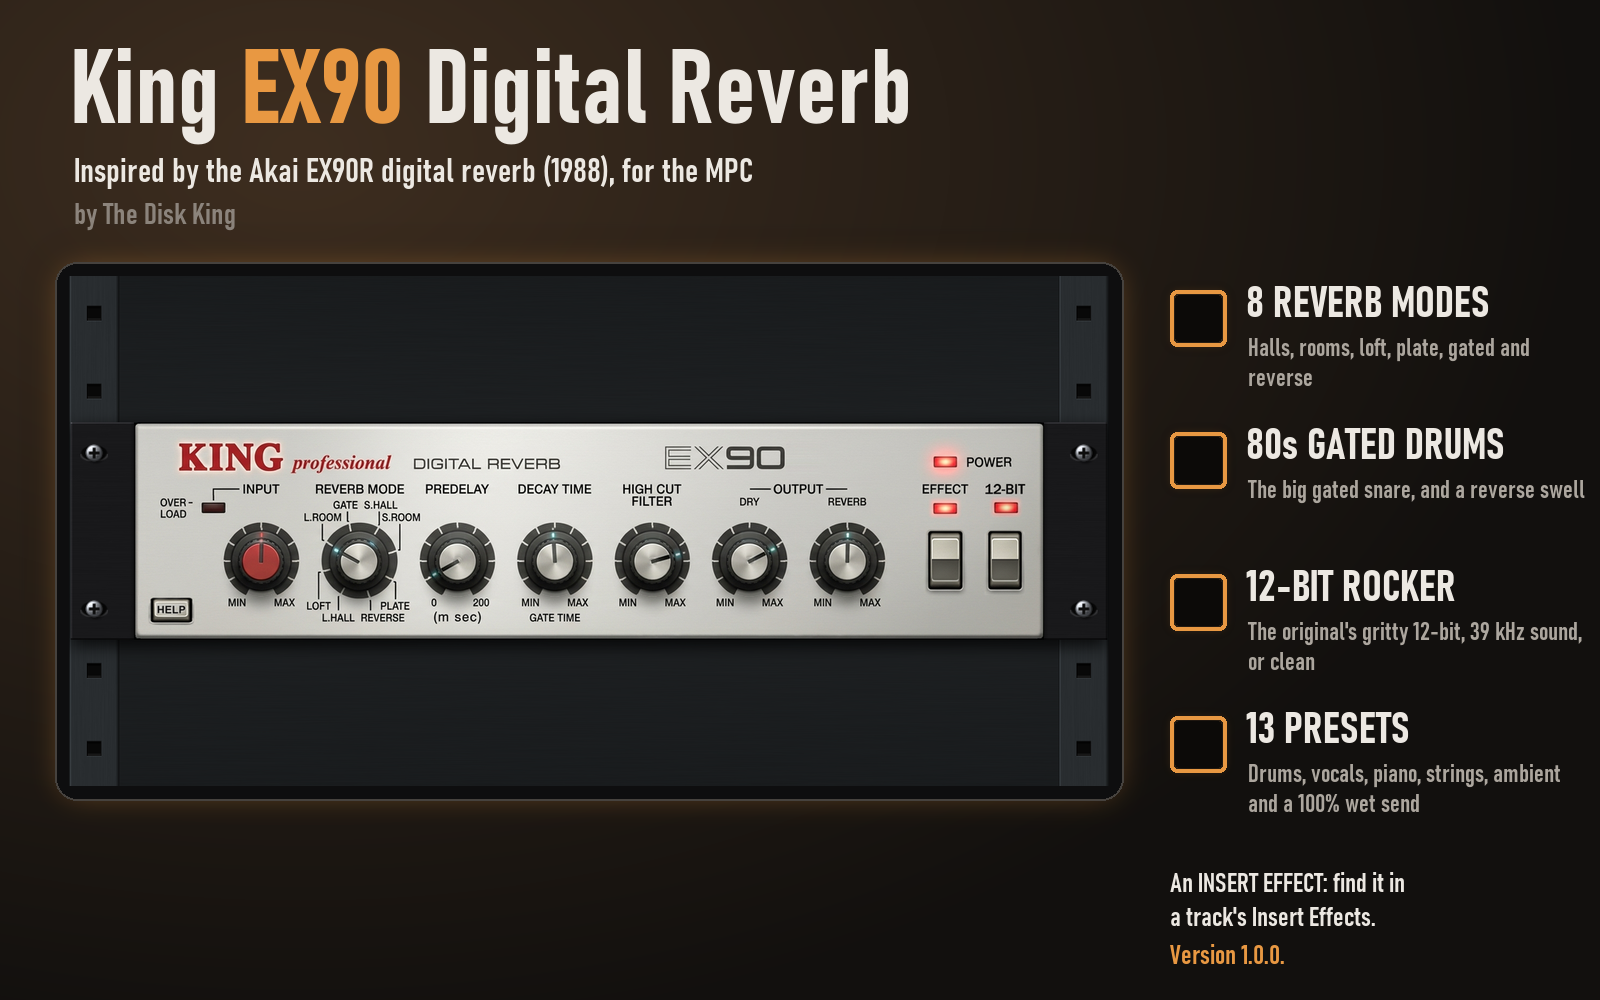 King EX90 Digital Reverb
Inspired by the Akai EX90R digital reverb (1988), for the MPC
by The Disk King
KING professional DIGITAL REVERB EX90
POWER
OVER-
LOAD
INPUT
REVERB MODE
PREDELAY
DECAY TIME
HIGH CUT
FILTER
OUTPUT
DRY
REVERB
EFFECT
12-BIT
GATE S.HALL
L.ROOM S.ROOM
MIN MAX
LOFT PLATE
L.HALL REVERSE
0 200
(m sec)
MIN MAX
GATE TIME
MIN MAX
MIN MAX
MIN MAX
HELP
8 REVERB MODES
Halls, rooms, loft, plate, gated and
reverse
80s GATED DRUMS
The big gated snare, and a reverse swell
12-BIT ROCKER
The original's gritty 12-bit, 39 kHz sound,
or clean
13 PRESETS
Drums, vocals, piano, strings, ambient
and a 100% wet send
An INSERT EFFECT: find it in
a track's Insert Effects.
Version 1.0.0.